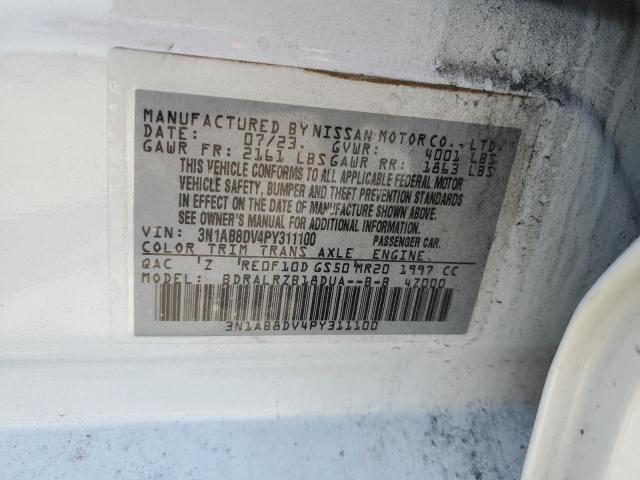 MANUFACTURED BY NISSAN MOTOR CO., LTD.
DATE: 07/23. GVWR: 4001 LBS
GAWR FR: 2161 LBS GAWR RR: 1863 LBS
THIS VEHICLE CONFORMS TO ALL APPLICABLE FEDERAL MOTOR
VEHICLE SAFETY, BUMPER AND THEFT PREVENTION STANDARDS
IN EFFECT ON THE DATE OF MANUFACTURE SHOWN ABOVE.
SEE OWNER'S MANUAL FOR ADDITIONAL INFORMATION.
VIN: 3N1AB8DV4PY311100 PASSENGER CAR.
COLOR TRIM TRANS AXLE ENGINE
QAC Z RE0F10D GS50 MR20 1997 CC
MODEL: BDRALRZB18DUA--B-B 4Z000
3N1AB8DV4PY311100